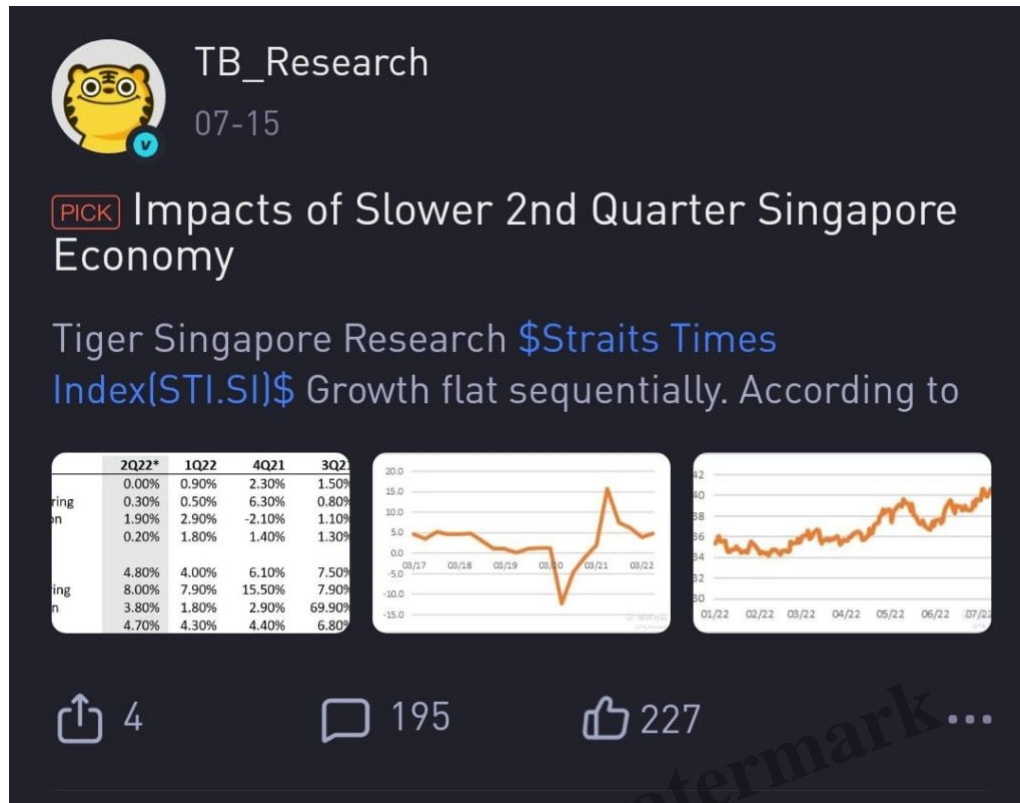 TB_Research
07-15
PICK Impacts of Slower 2nd Quarter Singapore
Economy
Tiger Singapore Research $Straits Times
Index(STI.SI)$ Growth flat sequentially. According to
2Q22* 1Q22 4Q21 3Q2
0.00% 0.90% 2.30% 1.50%
ring 0.30% 0.50% 6.30% 0.80%
on 1.90% 2.90% -2.10% 1.10%
0.20% 1.80% 1.40% 1.30%
4.80% 4.00% 6.10% 7.50%
ing 8.00% 7.90% 15.50% 7.90%
n 3.80% 1.80% 2.90% 69.90%
4.70% 4.30% 4.40% 6.80%
20.0
15.0
10.0
5.0
0.0
03/17 03/18 03/19 03/20 03/21 03/22
-5.0
-10.0
-15.0
42
40
38
36
34
32
30
01/22 02/22 03/22 04/22 05/22 06/22 07/22
4 195 227
atermark